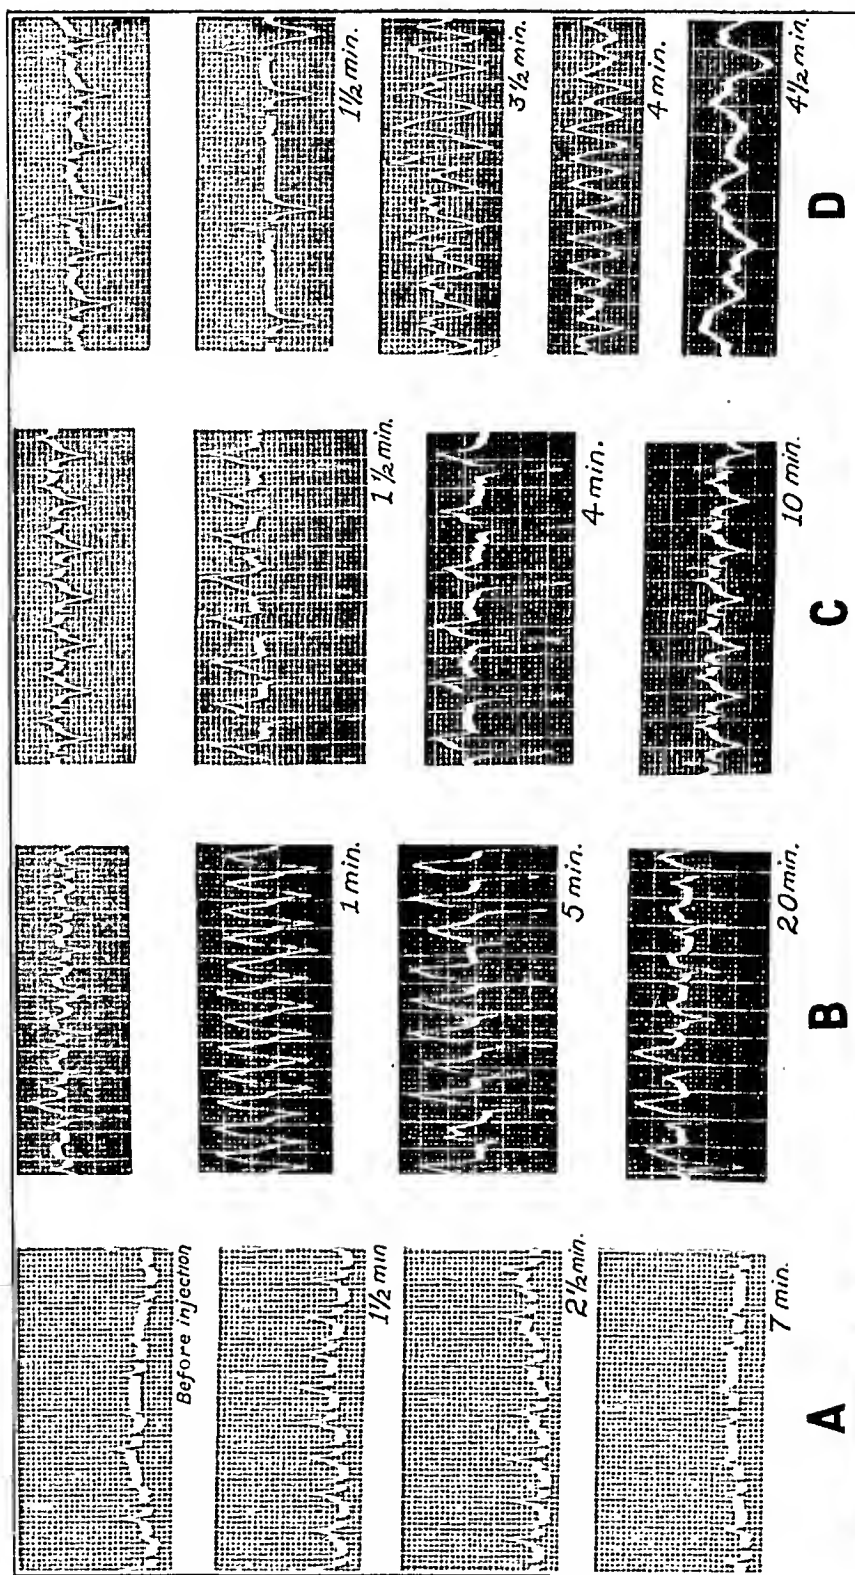 Before injection
1½ min
2½ min.
7 min.
A
1 min.
5 min.
20 min.
B
1½ min.
4 min.
10 min.
C
1½ min.
3½ min.
4 min.
4½ min.
D